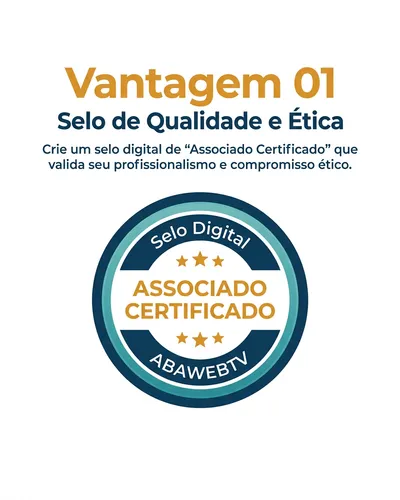 Vantagem 01
Selo de Qualidade e Ética
Crie um selo digital de “Associado Certificado” que
valida seu profissionalismo e compromisso ético.
Selo Digital
ASSOCIADO
CERTIFICADO
ABAWEBTV